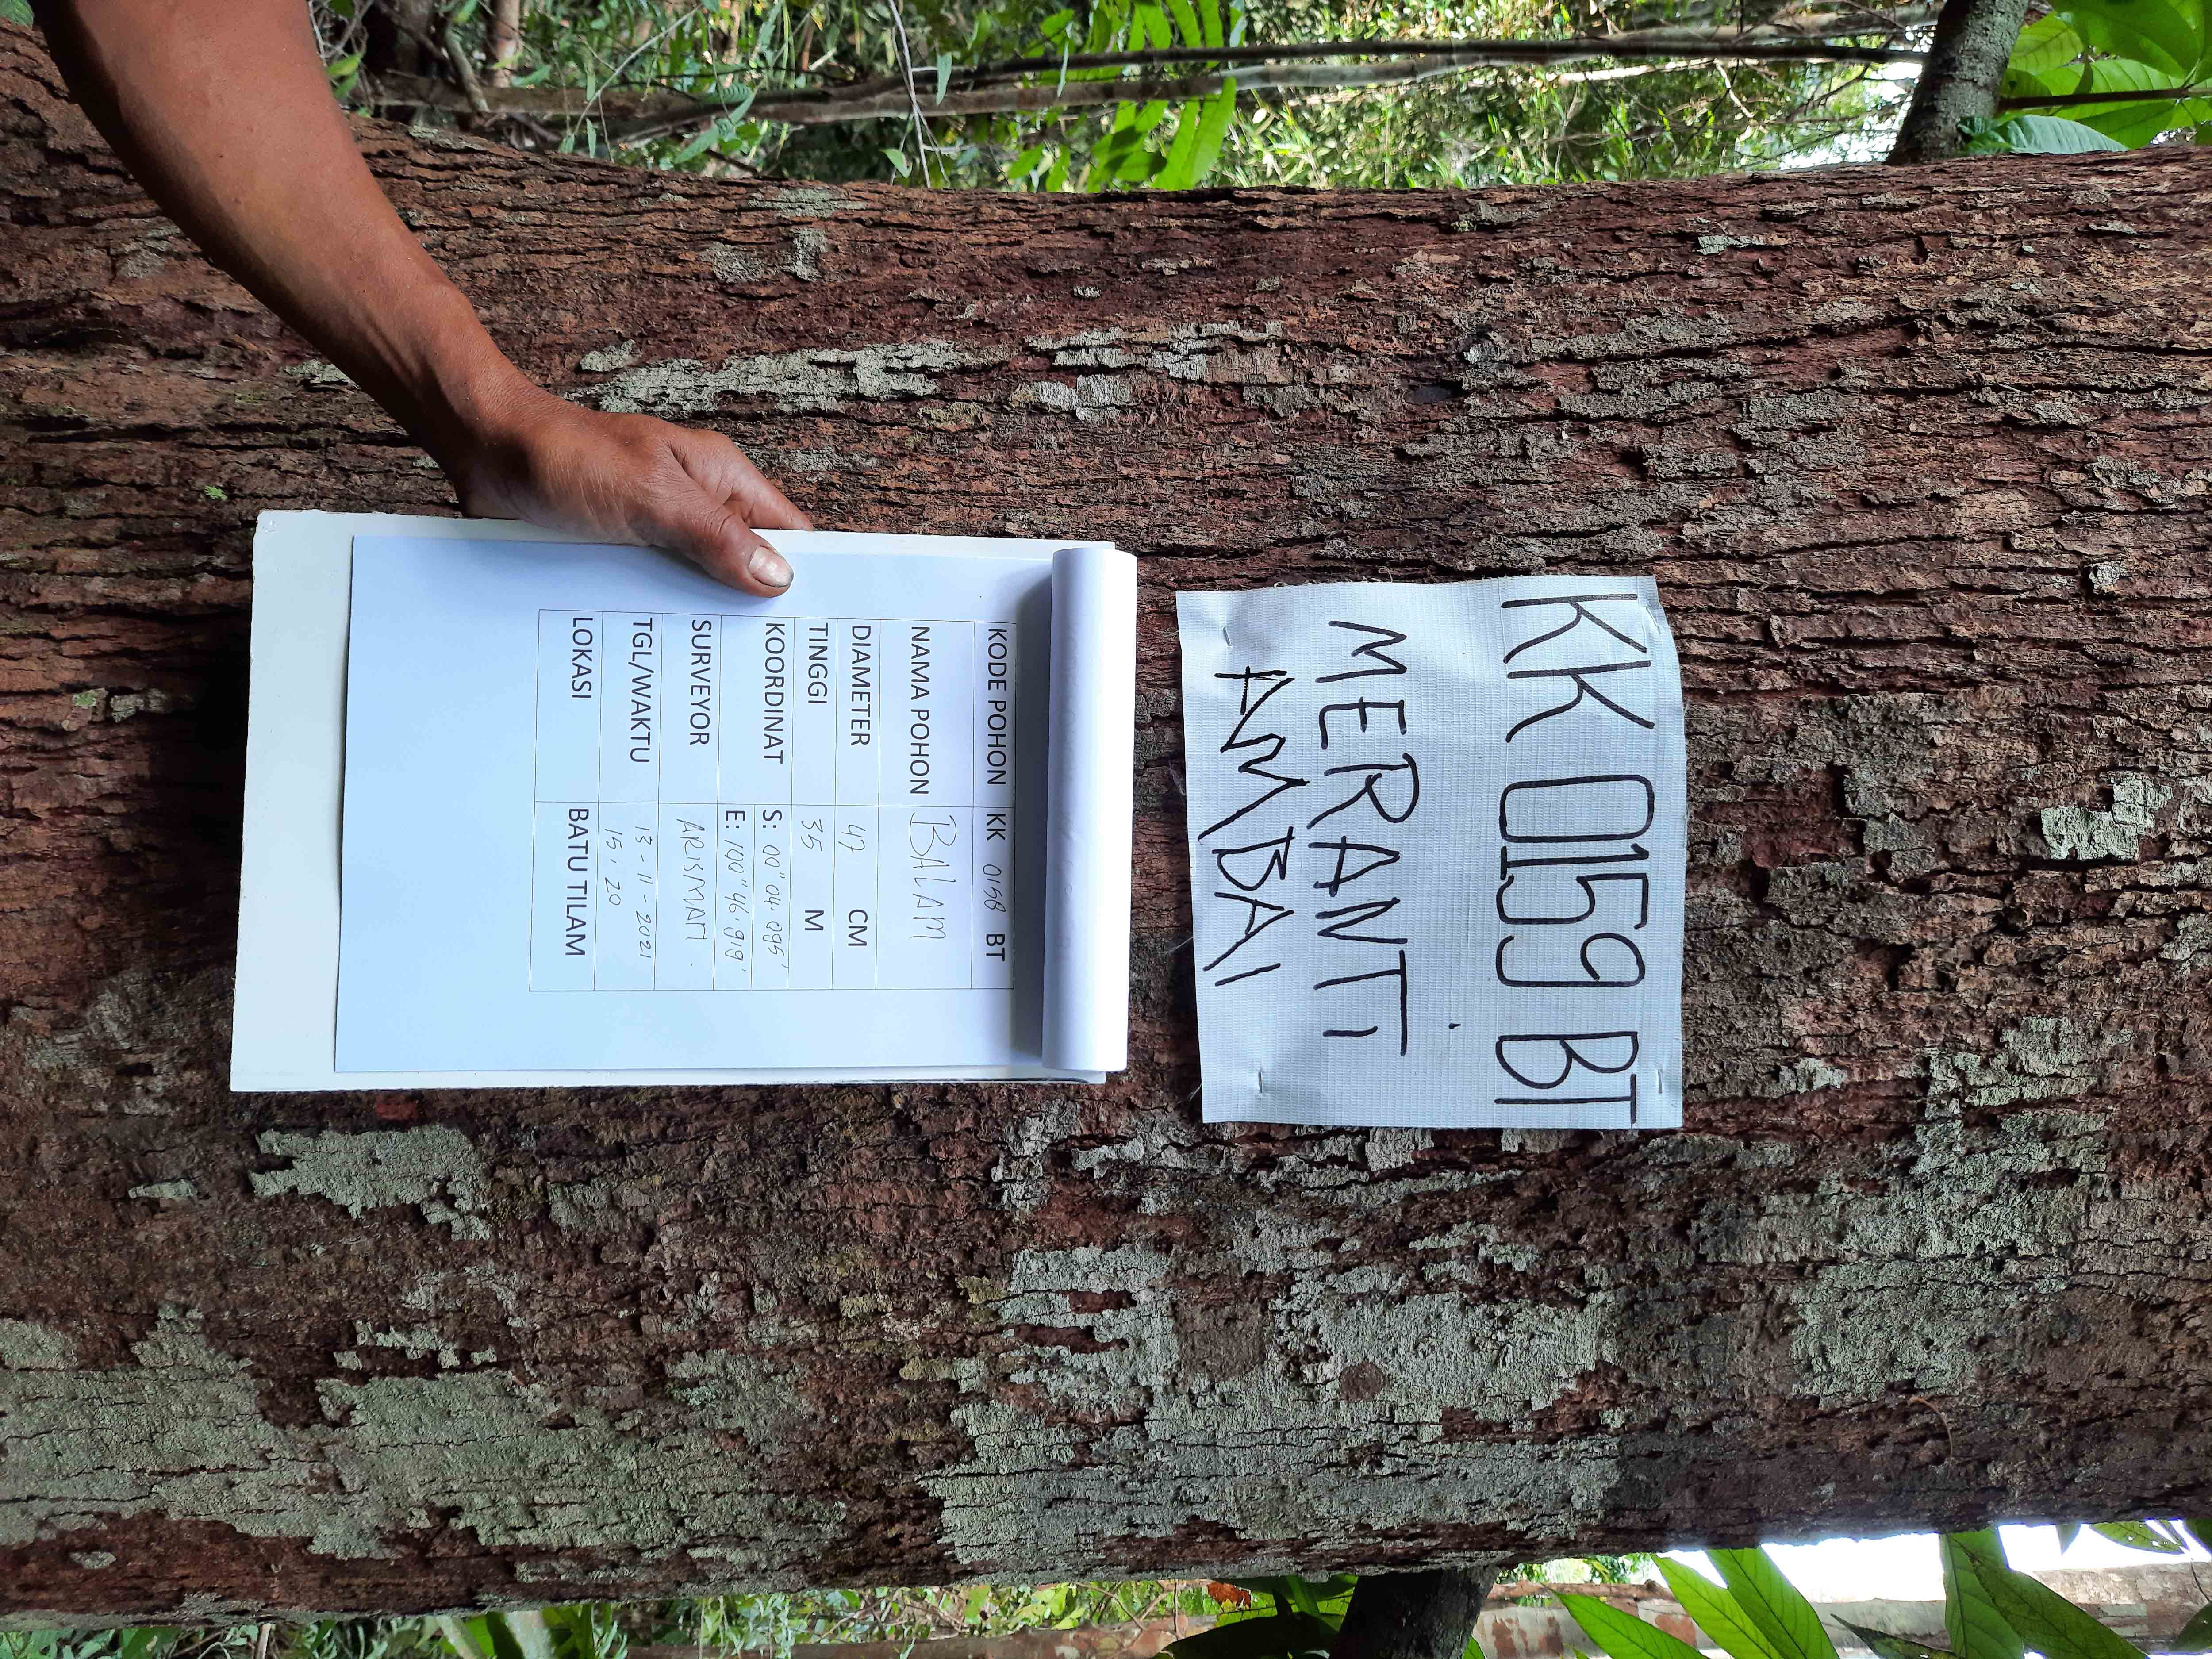 KK 0159 BT
MERANTI
AMBAI
KODE POHON KK 0158 BT
NAMA POHON BALAM
DIAMETER 47 CM
TINGGI 35 M
KOORDINAT S: 00" 04.095'
E: 100" 46.919'
SURVEYOR ARISMAN.
TGL/WAKTU 13-11-2021
15.20
LOKASI BATU TILAM